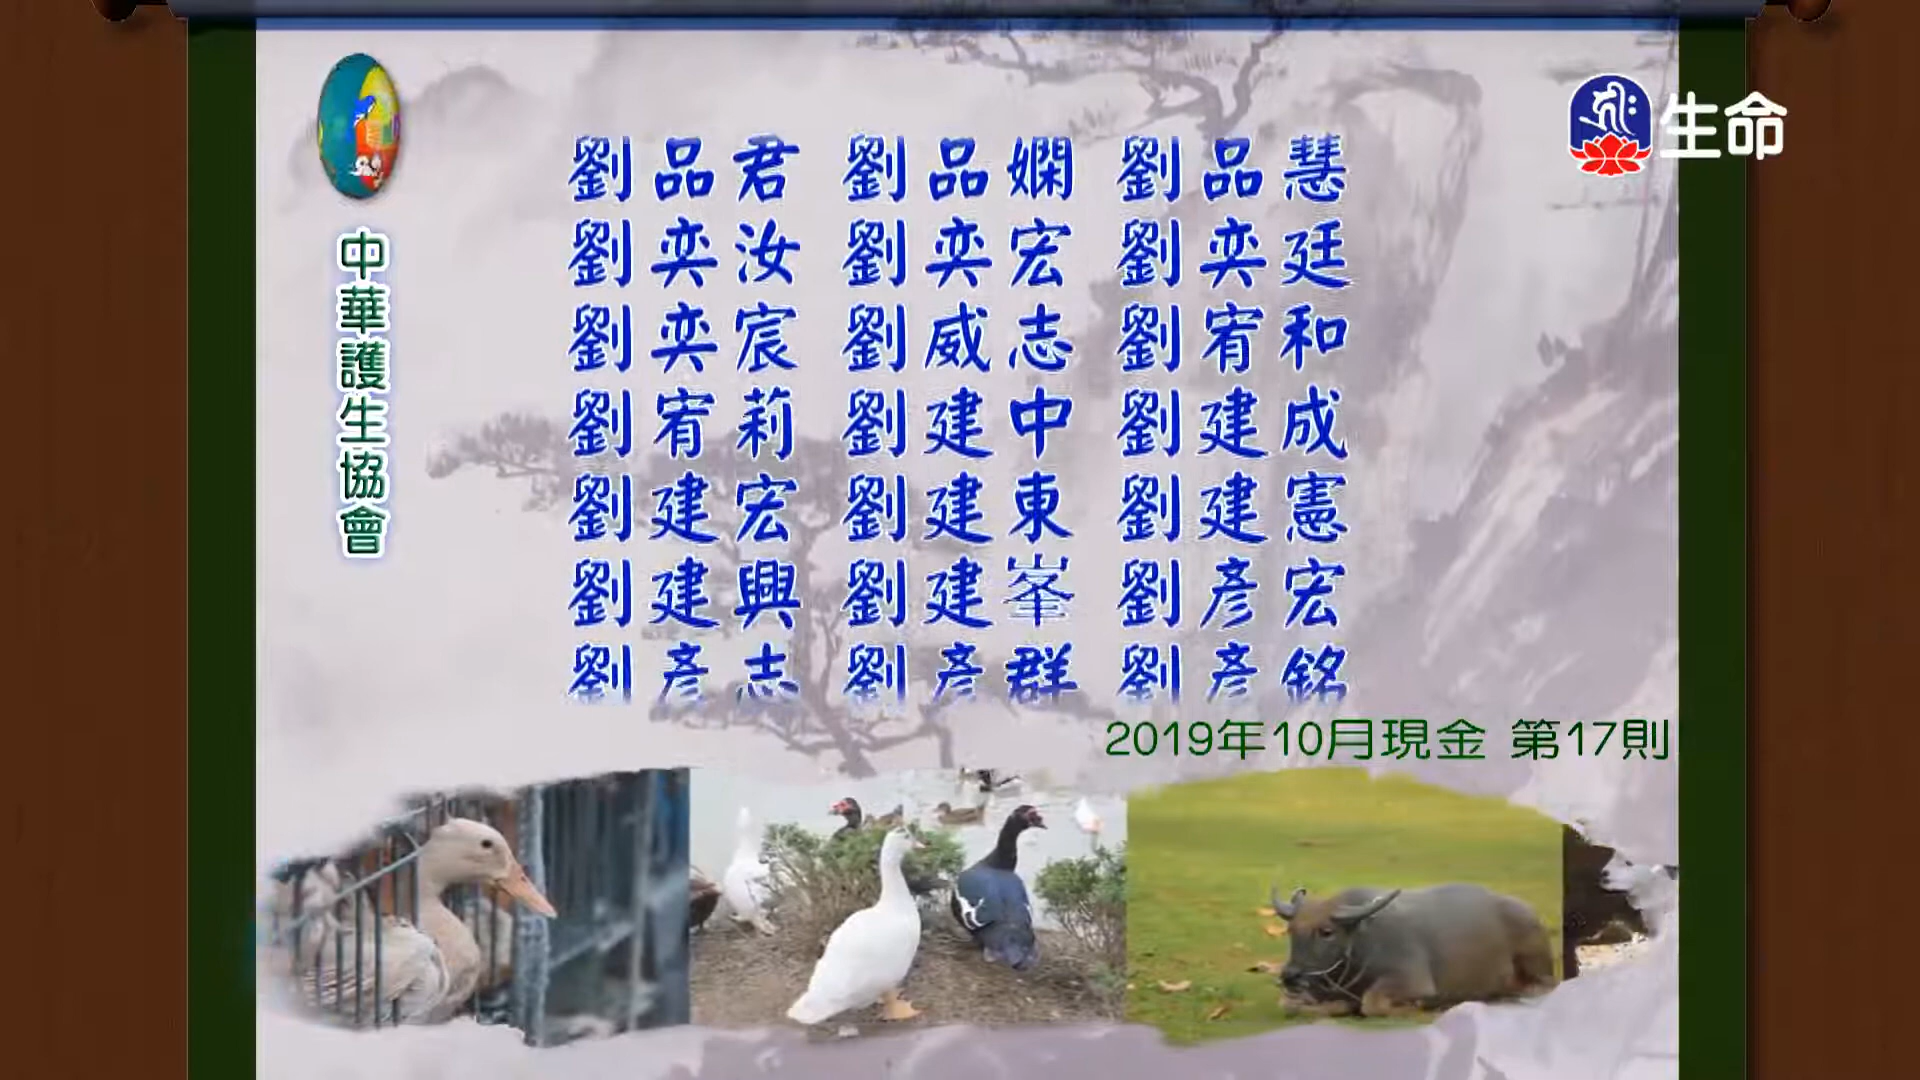 生命
中華護生協會
劉品君 劉品嫻 劉品慧
劉奕汝 劉奕宏 劉奕廷
劉奕宸 劉威志 劉宥和
劉宥莉 劉建中 劉建成
劉建宏 劉建東 劉建憲
劉建興 劉建峯 劉彥宏
劉彥志 劉彥群 劉彥銘
2019年10月現金 第17則